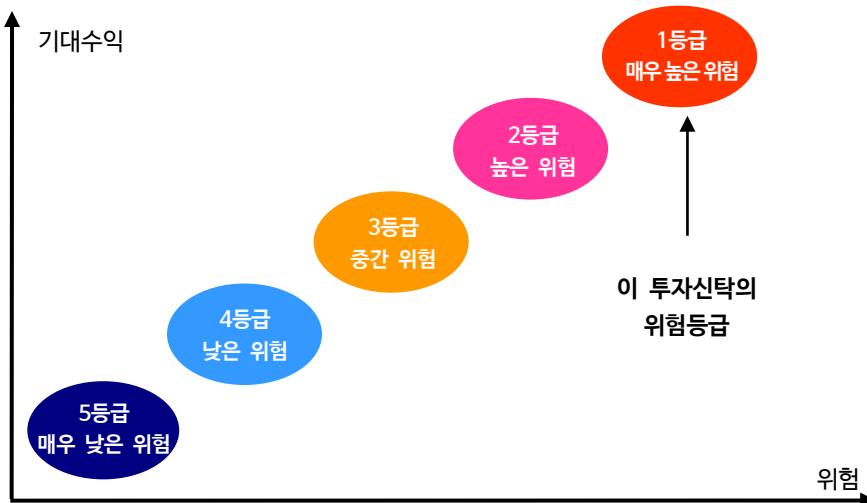 기대수익
1등급
매우 높은 위험
2등급
높은 위험
3등급
중간 위험
이 투자신탁의
위험등급
4등급
낮은 위험
5등급
매우 낮은 위험
위험